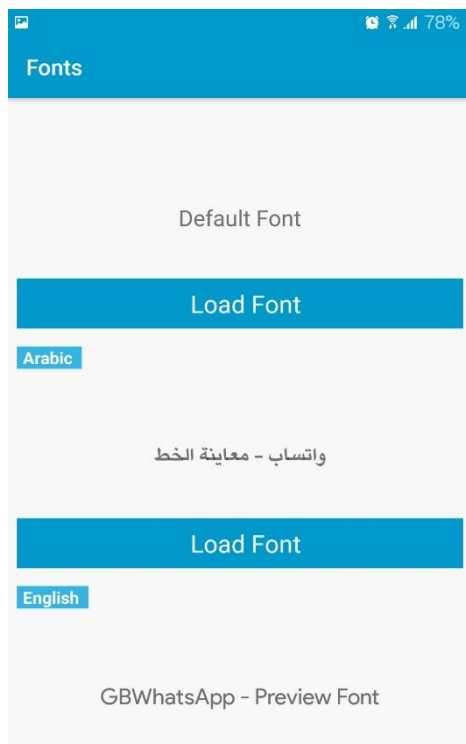 78%
Fonts
Default Font
Load Font
Arabic
واتساب - معاينة الخط
Load Font
English
GBWhatsApp - Preview Font